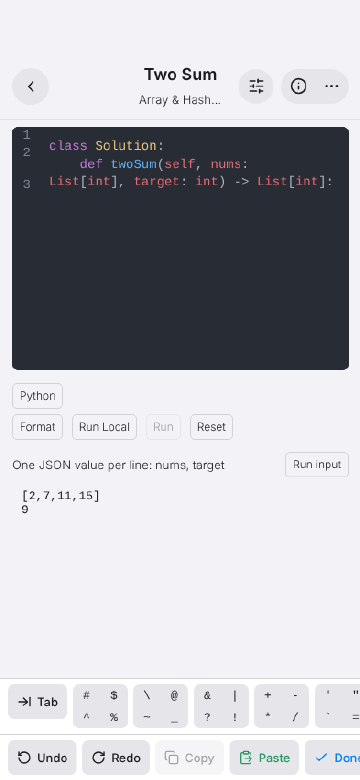 Two Sum
Array & Hash...
1
class Solution:
2
def twoSum(self, nums:
List[int], target: int) -> List[int]:
3
Python
Format
Run Local
Run
Reset
One JSON value per line: nums, target
Run input
[2,7,11,15]
9
Tab
# $ \ @ & | + - ' "
^ % ~ _ ? ! * / ` =
Undo
Redo
Copy
Paste